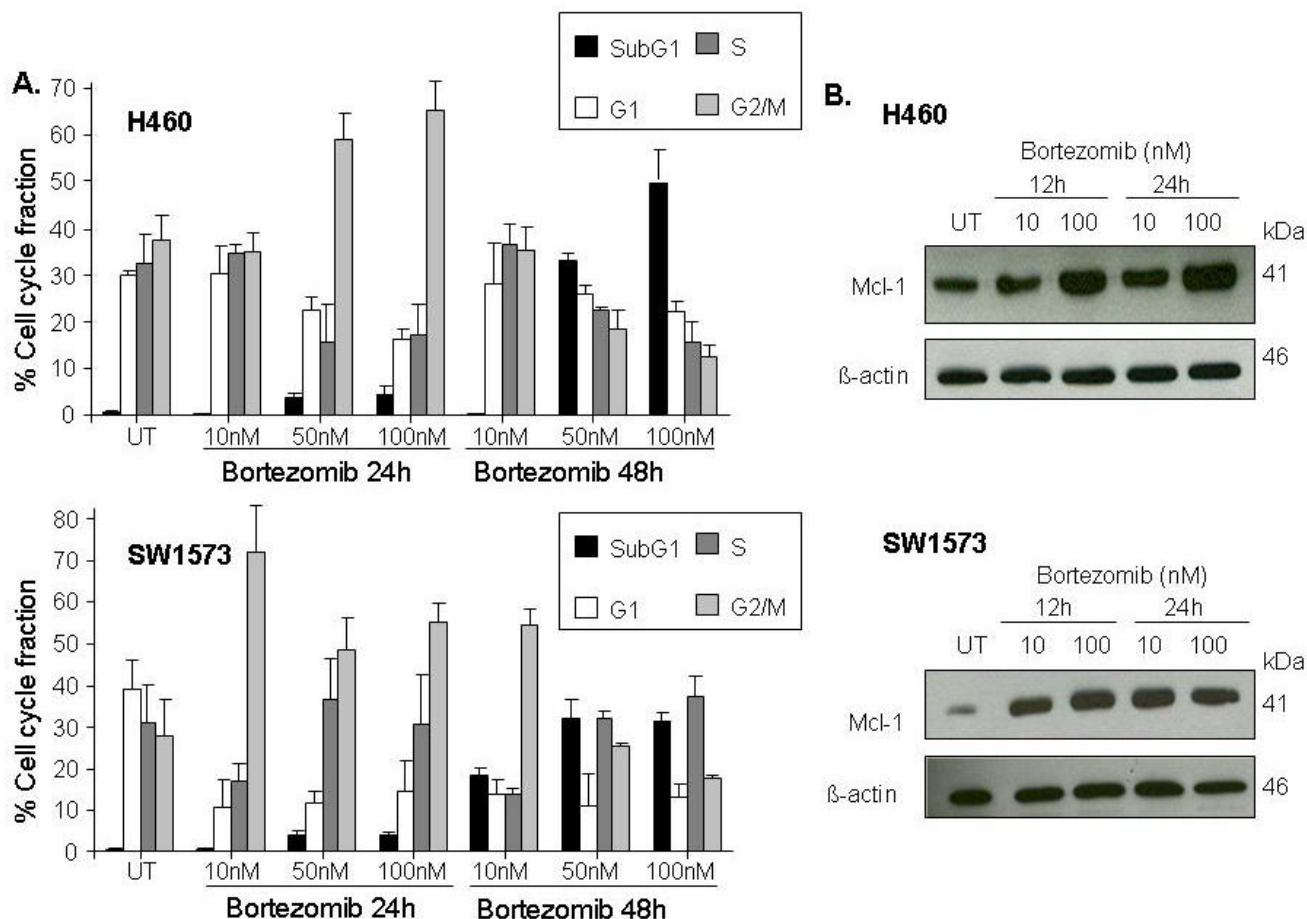 A.
H460
% Cell cycle fraction
70
60
50
40
30
20
10
0
SubG1 S
G1 G2/M
UT 10nM 50nM 100nM 10nM 50nM 100nM
Bortezomib 24h Bortezomib 48h
SW1573
% Cell cycle fraction
80
70
60
50
40
30
20
10
0
SubG1 S
G1 G2/M
UT 10nM 50nM 100nM 10nM 50nM 100nM
Bortezomib 24h Bortezomib 48h
B.
H460
Bortezomib (nM)
12h 24h
UT 10 100 10 100 kDa
Mcl-1 41
ß-actin 46
SW1573
Bortezomib (nM)
12h 24h
UT 10 100 10 100 kDa
Mcl-1 41
ß-actin 46